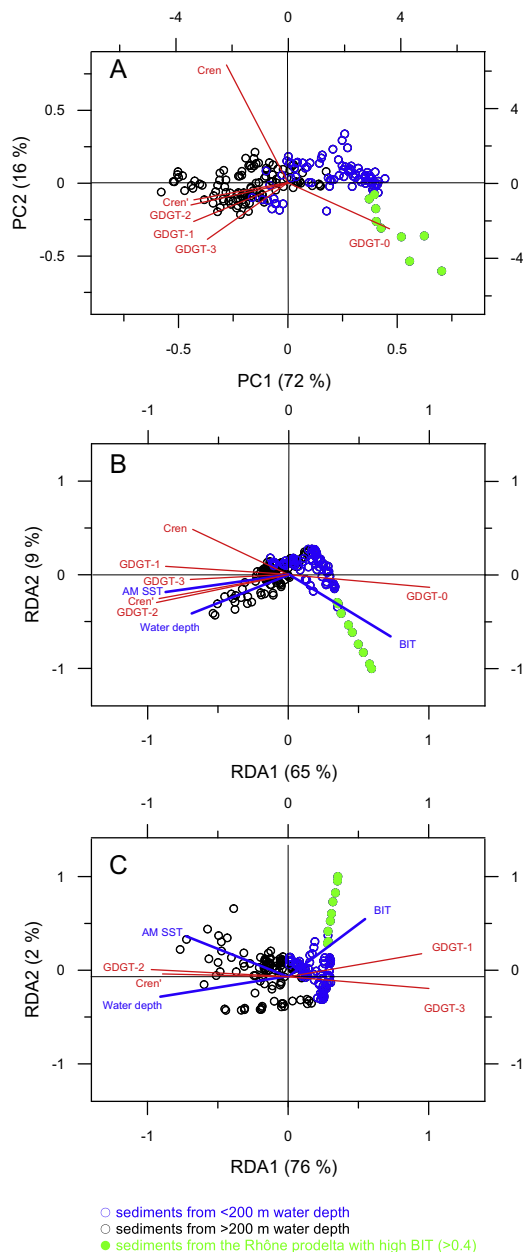 -4 0 4
A
Cren
0.5
4
PC2 (16 %)
0
0
Cren'
GDGT-2
GDGT-1
GDGT-3
GDGT-0
-0.5
-4
-0.5 0 0.5
PC1 (72 %)
-1 0 1
B
1
1
Cren
GDGT-1
RDA2 (9 %)
0
0
GDGT-3
AM SST
Cren'
GDGT-2
GDGT-0
Water depth
BIT
-1
-1
-1 0 1
RDA1 (65 %)
-1 0 1
C
1
1
AM SST
BIT
GDGT-1
RDA2 (2 %)
GDGT-2
0
0
Cren'
Water depth
GDGT-3
-1
-1
-1 0 1
RDA1 (76 %)
sediments from <200 m water depth
sediments from >200 m water depth
sediments from the Rhône prodelta with high BIT (>0.4)